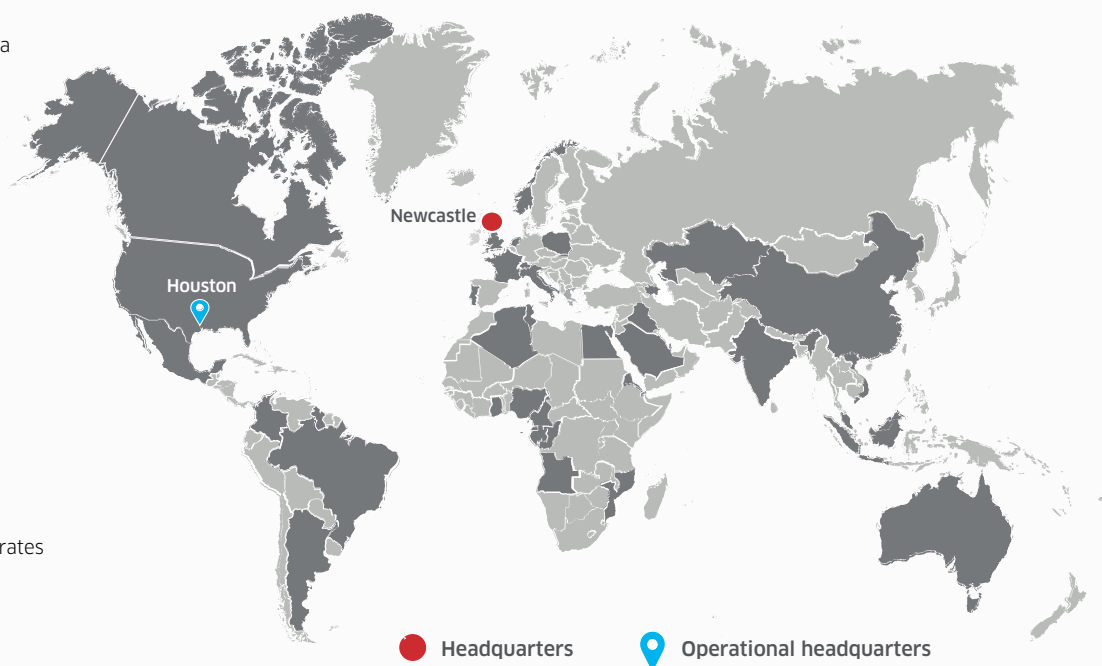 a
Newcastle
Houston
rates
Headquarters
Operational headquarters